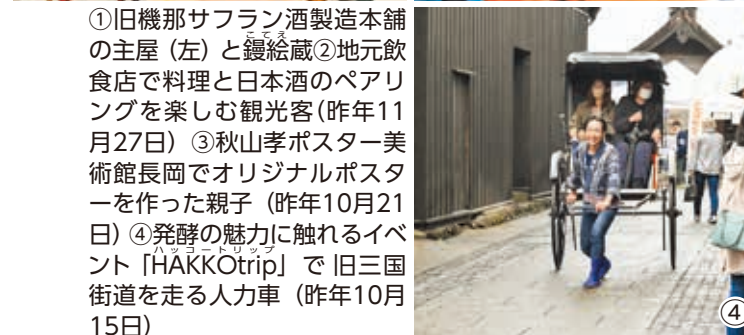 ①旧機那サフラン酒製造本舗
の主屋（左）と鏝絵蔵②地元飲
食店で料理と日本酒のペアリ
ングを楽しむ観光客（昨年11
月27日）③秋山孝ポスター美
術館長岡でオリジナルポスタ
ーを作った親子（昨年10月21
日）④発酵の魅力に触れるイベ
ント「HAKKOtrip」で旧三国
街道を走る人力車（昨年10月
15日）
④